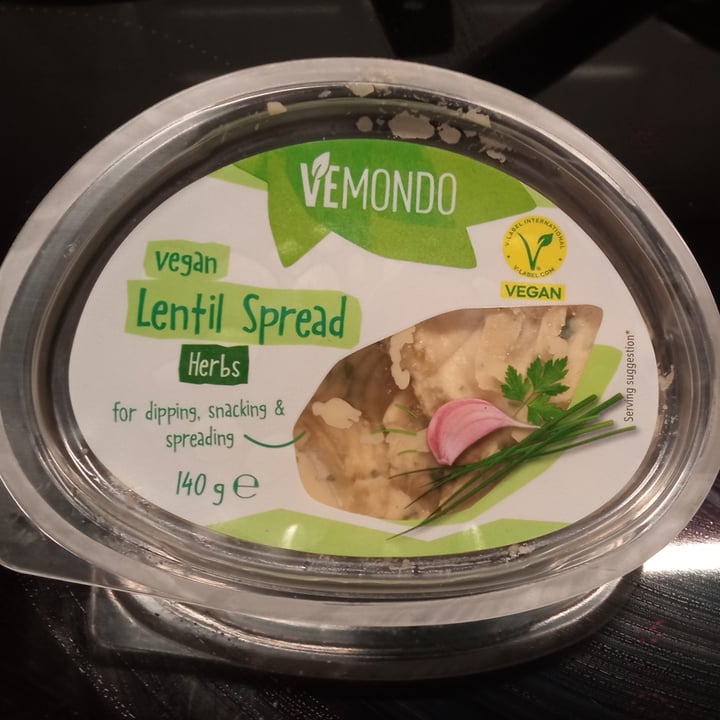 VEMONDO
vegan
Lentil Spread
Herbs
for dipping, snacking &
spreading
140 g ℮
V-LABEL INTERNATIONAL
V-LABEL.COM
VEGAN
Serving suggestion*